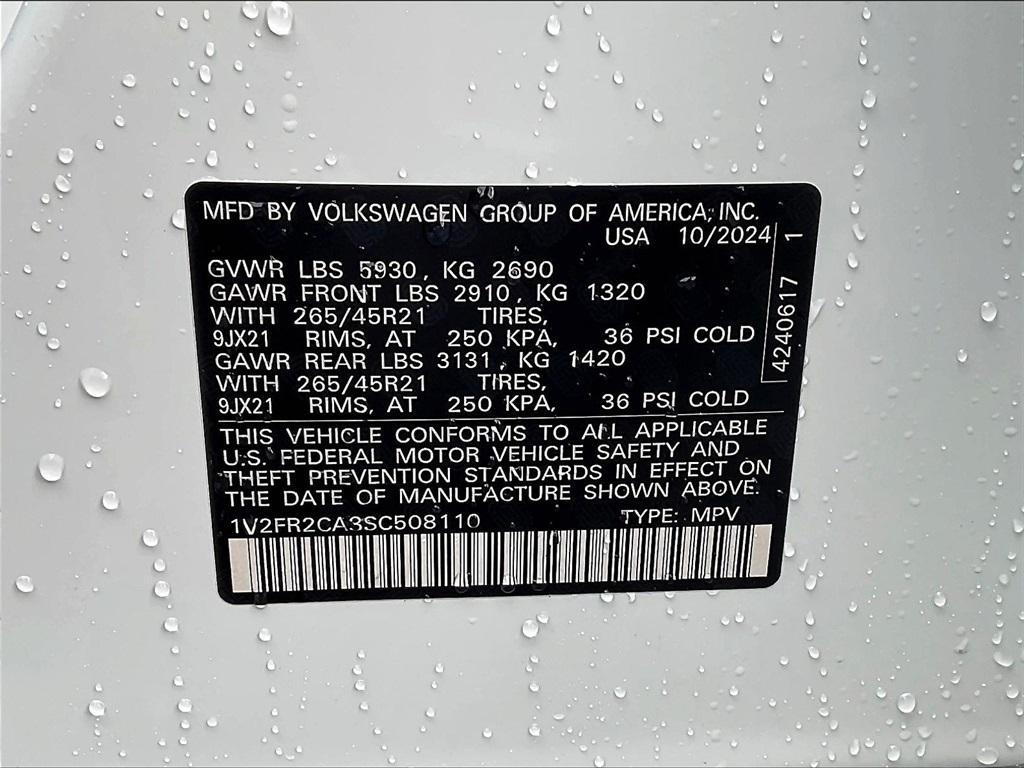 MFD BY VOLKSWAGEN GROUP OF AMERICA, INC.
USA 10/2024
GVWR LBS 5930, KG 2690
GAWR FRONT LBS 2910, KG 1320
WITH 265/45R21 TIRES,
9JX21 RIMS, AT 250 KPA, 36 PSI COLD
GAWR REAR LBS 3131, KG 1420
WITH 265/45R21 TIRES,
9JX21 RIMS, AT 250 KPA, 36 PSI COLD
4240617 1
THIS VEHICLE CONFORMS TO ALL APPLICABLE
U.S. FEDERAL MOTOR VEHICLE SAFETY AND
THEFT PREVENTION STANDARDS IN EFFECT ON
THE DATE OF MANUFACTURE SHOWN ABOVE.
1V2FR2CA3SC508110 TYPE: MPV